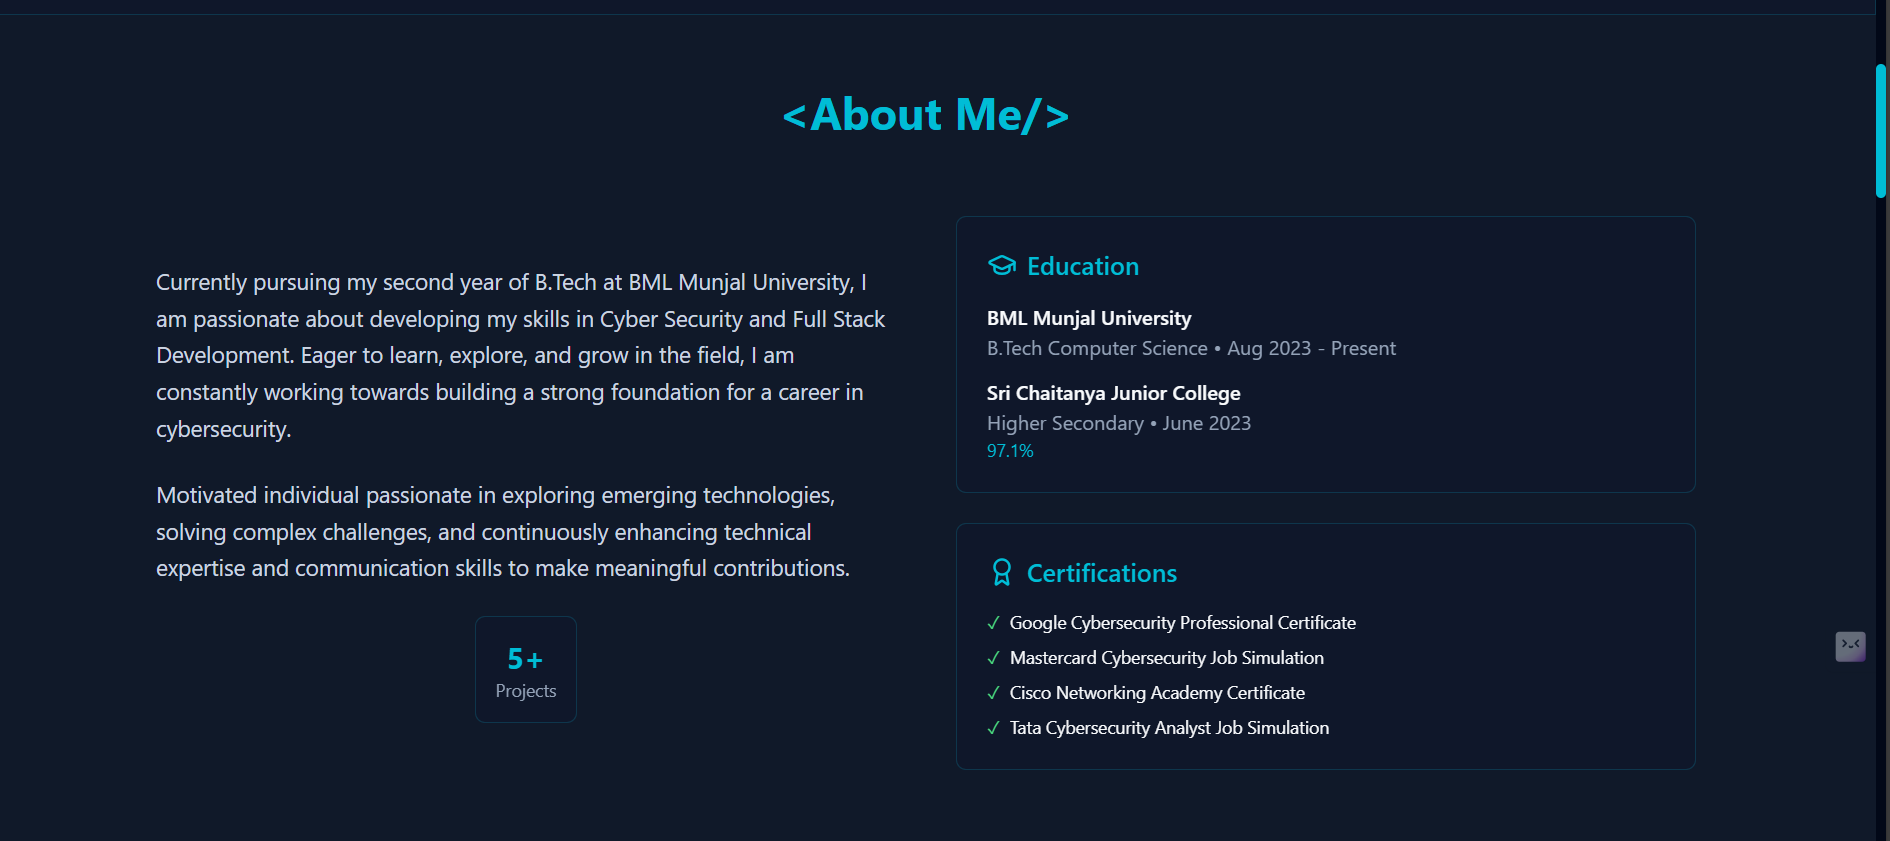 <About Me/>
Currently pursuing my second year of B.Tech at BML Munjal University, I
am passionate about developing my skills in Cyber Security and Full Stack
Development. Eager to learn, explore, and grow in the field, I am
constantly working towards building a strong foundation for a career in
cybersecurity.
Motivated individual passionate in exploring emerging technologies,
solving complex challenges, and continuously enhancing technical
expertise and communication skills to make meaningful contributions.
5+
Projects
Education
BML Munjal University
B.Tech Computer Science • Aug 2023 - Present
Sri Chaitanya Junior College
Higher Secondary • June 2023
97.1%
Certifications
✓ Google Cybersecurity Professional Certificate
✓ Mastercard Cybersecurity Job Simulation
✓ Cisco Networking Academy Certificate
✓ Tata Cybersecurity Analyst Job Simulation